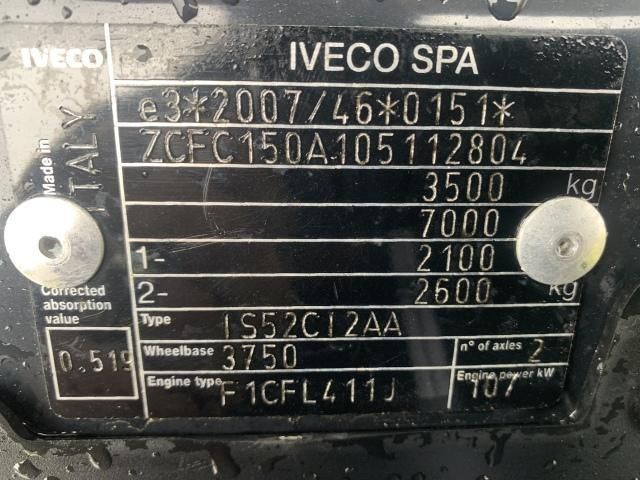 IVECO
IVECO SPA
e3*2007/46*0151*
ZCFC150A105112804
Made in
ITALY
3500 kg
7000
1- 2100
2- 2600 kg
Corrected
absorption
value
0.519
Type IS52CI2AA
Wheelbase 3750
n° of axles 2
Engine type F1CFL411J
Engine power kW 107